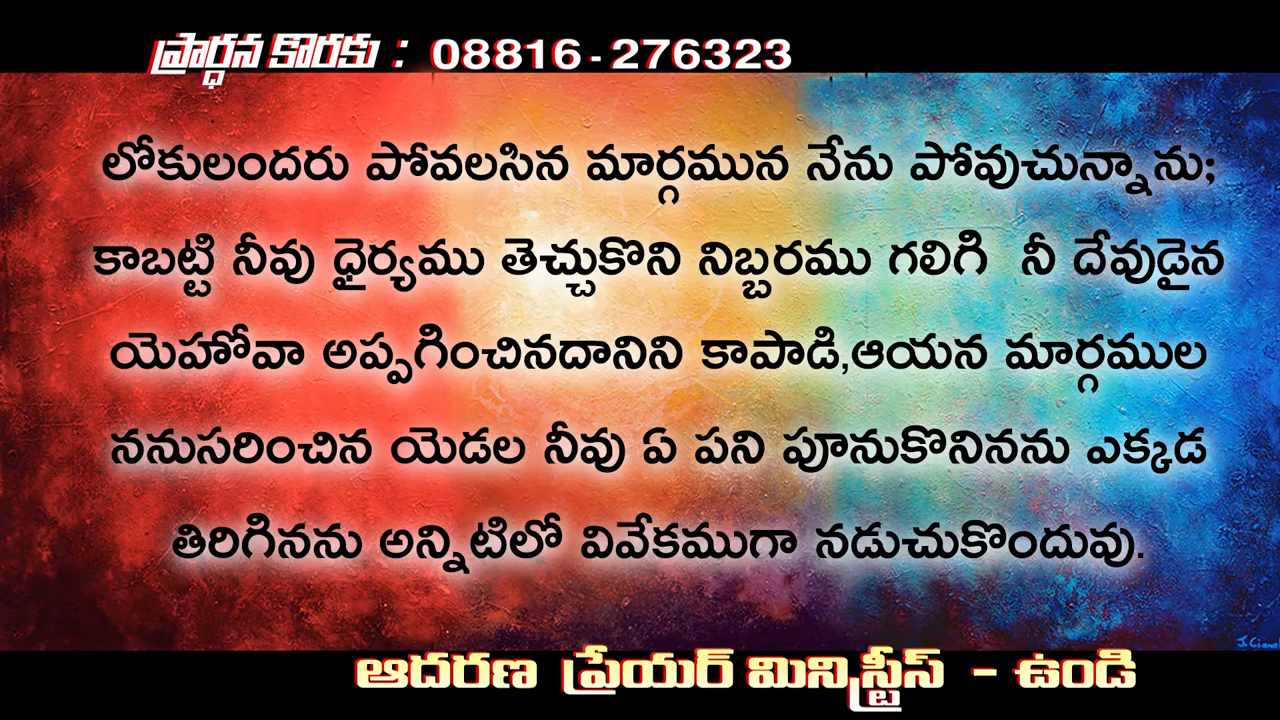 ప్రార్ధన కొరకు : 08816-276323
లోకులందరు పోవలసిన మార్గమున నేను పోవుచున్నాను;
కాబట్టి నీవు ధైర్యము తెచ్చుకొని నిబ్బరము గలిగి నీ దేవుడైన
యెహోవా అప్పగించినదానిని కాపాడి,ఆయన మార్గముల
ననుసరించిన యెడల నీవు ఏ పని పూనుకొనినను ఎక్కడ
తిరిగినను అన్నిటిలో వివేకముగా నడుచుకొందువు.
ఆదరణ ప్రేయర్ మినిస్ట్రీస్ - ఉండి